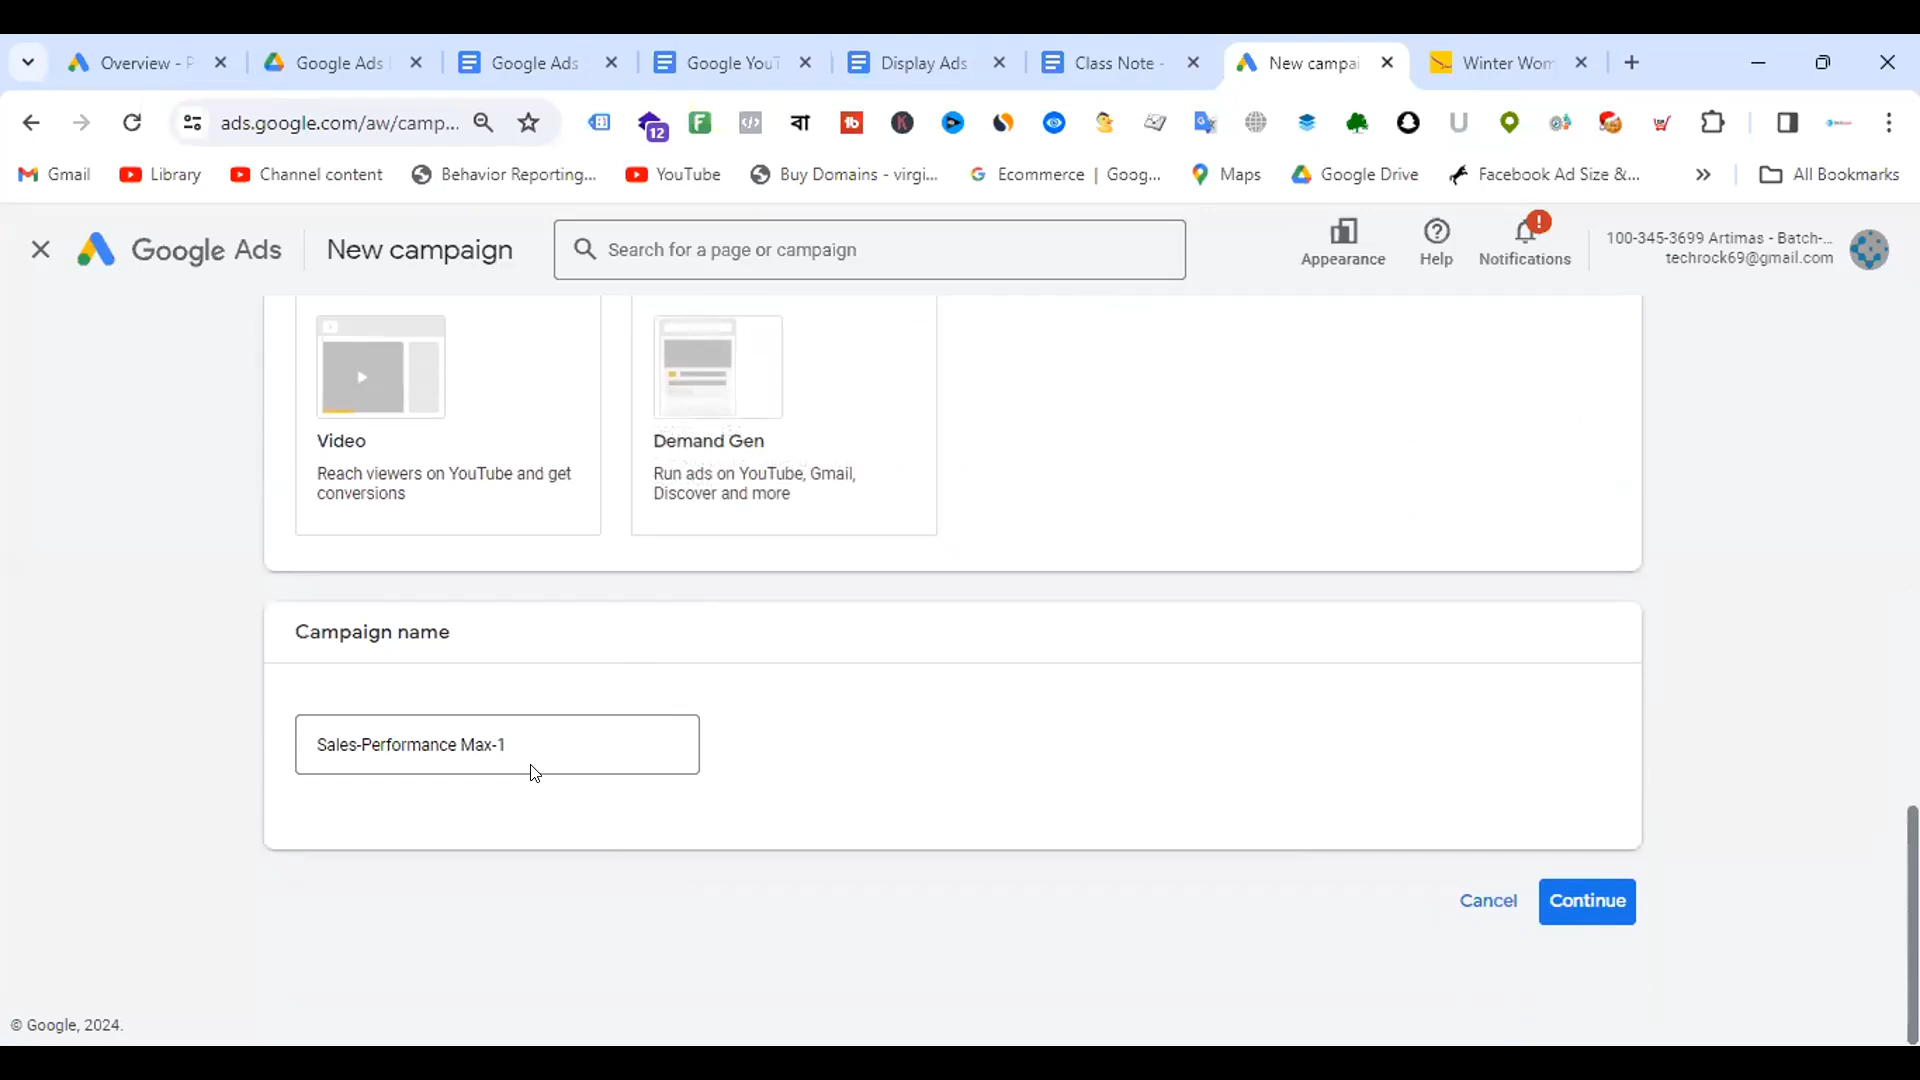 Overview - P
Google Ads
Google Ads
Google YouT
Display Ads
Class Note -
New campai
Winter Wom
ads.google.com/aw/camp...
12
বা
Gmail
Library
Channel content
Behavior Reporting...
YouTube
Buy Domains - virgi...
Ecommerce | Goog...
Maps
Google Drive
Facebook Ad Size &...
All Bookmarks
Google Ads
New campaign
Search for a page or campaign
Appearance
Help
Notifications
100-345-3699 Artimas - Batch-...
techrock69@gmail.com
Video
Reach viewers on YouTube and get
conversions
Demand Gen
Run ads on YouTube, Gmail,
Discover and more
Campaign name
Sales-Performance Max-1
Cancel
Continue
© Google, 2024.